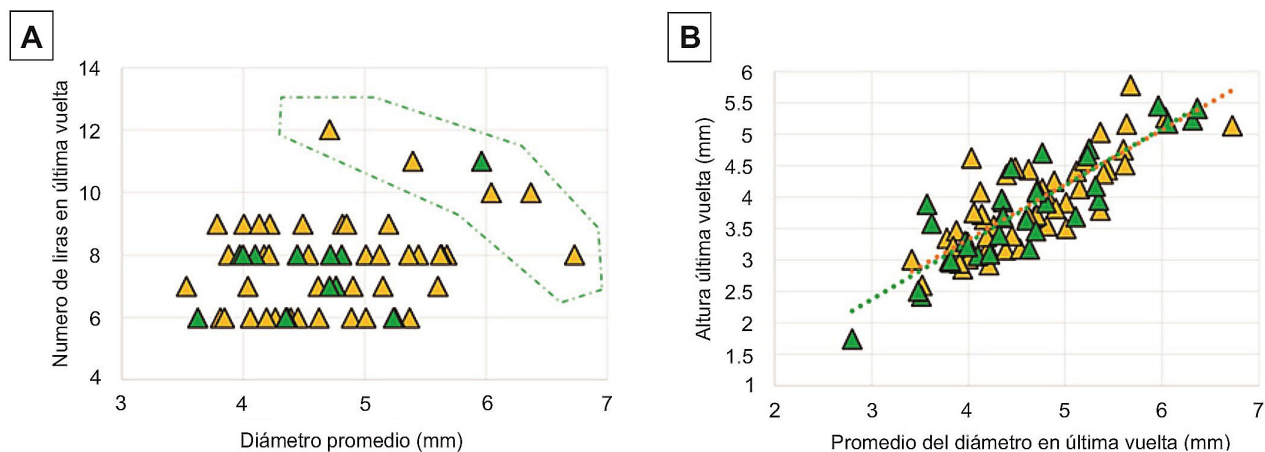 A
Numero de liras en última vuelta
14
12
10
8
6
4
3 4 5 6 7
Diámetro promedio (mm)
B
Altura última vuelta (mm)
6
5.5
5
4.5
4
3.5
3
2.5
2
1.5
1
2 3 4 5 6 7
Promedio del diámetro en última vuelta (mm)